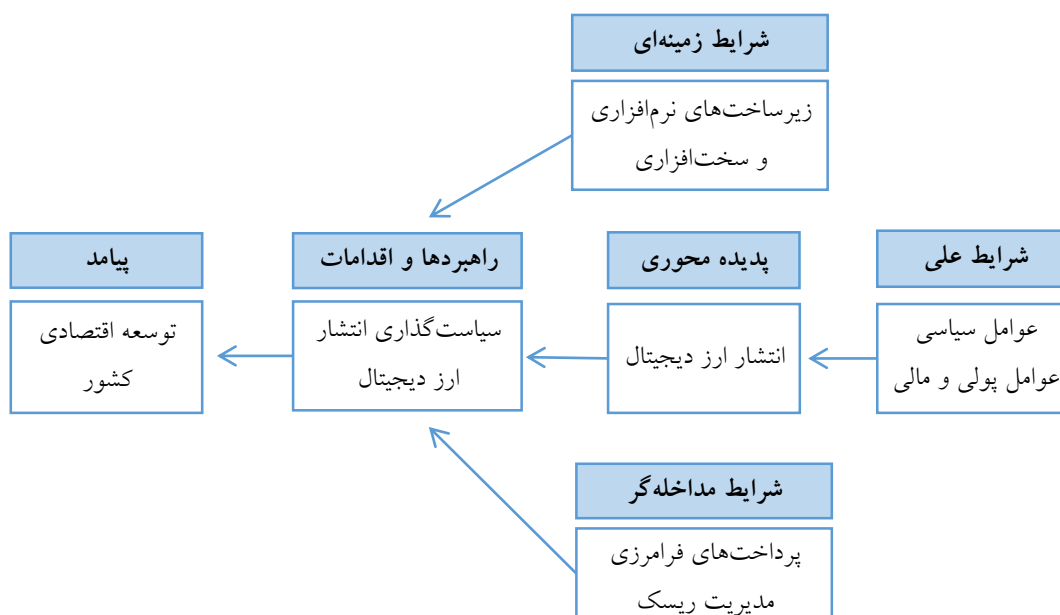 شرایط زمینه‌ای
زیرساخت‌های نرم‌افزاری
و سخت‌افزاری
شرایط علی
عوامل سیاسی
عوامل پولی و مالی
پدیده محوری
انتشار ارز دیجیتال
راهبردها و اقدامات
سیاست‌گذاری انتشار
ارز دیجیتال
پیامد
توسعه اقتصادی
کشور
شرایط مداخله‌گر
پرداخت‌های فرامرزی
مدیریت ریسک